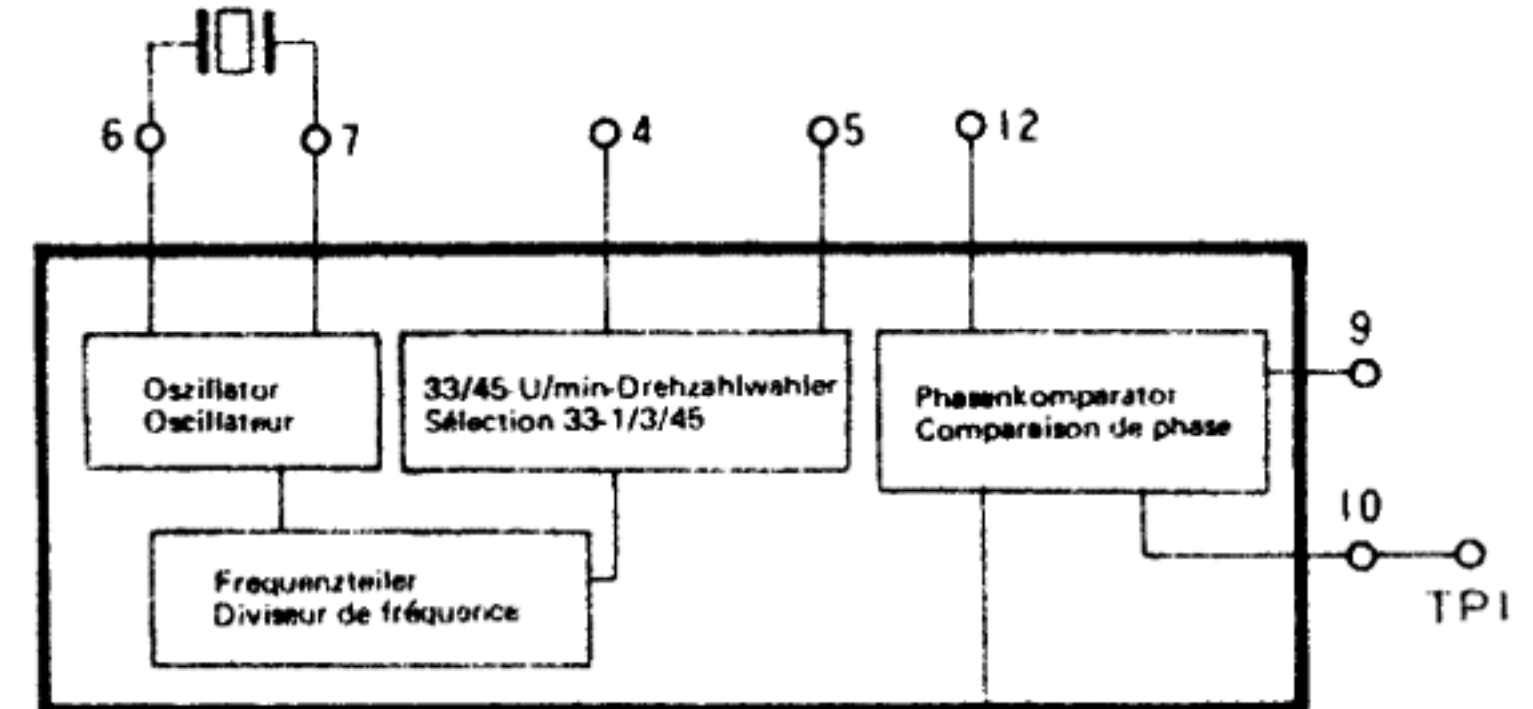 6
7
4
5
12
9
Oszillator
Oscillateur
33/45-U/min-Drehzahlwahler
Sélection 33-1/3/45
Phasenkomparator
Comparaison de phase
10
TP1
Frequenzteiler
Diviseur de fréquence